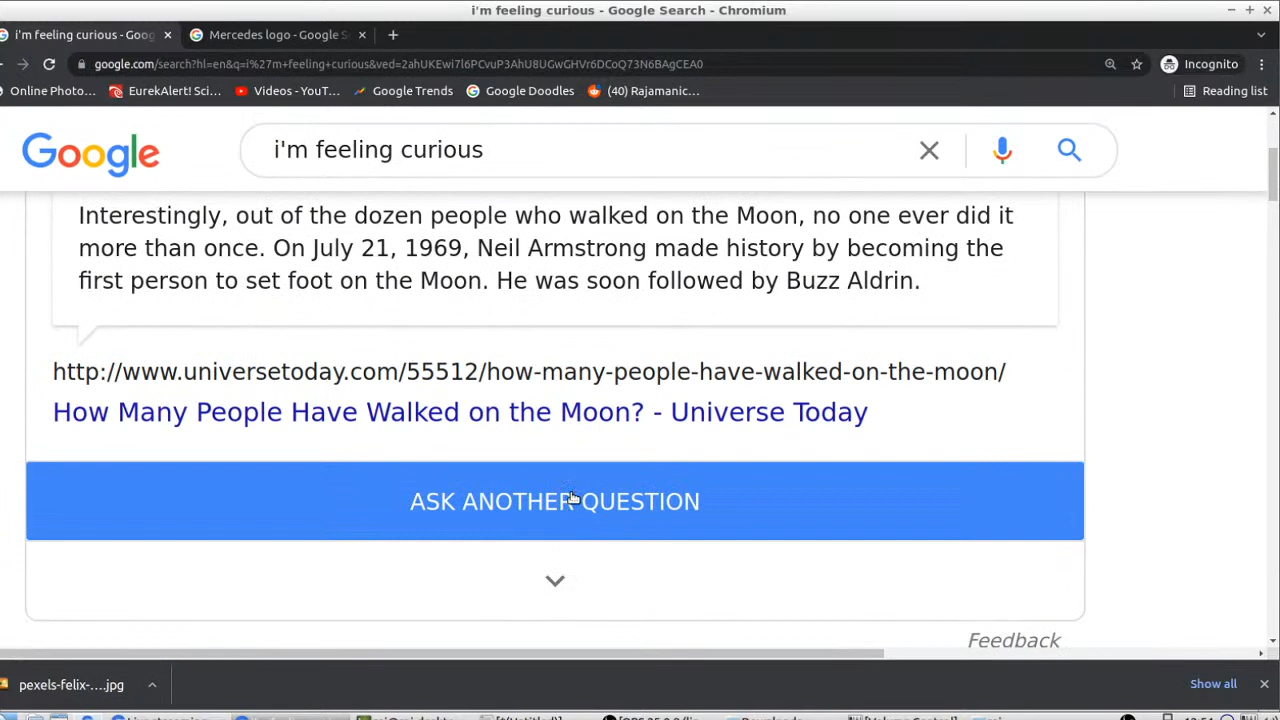 i'm feeling curious - Google Search - Chromium
i'm feeling curious - Goog
Mercedes logo - Google S
google.com/search?hl=en&q=i%27m+feeling+curious&ved=2ahUKEwi7l6PCvuP3AhU8UGwGHVr6DCoQ73N6BAgCEA0
Incognito
Online Photo...
EurekAlert! Sci...
Videos - YouT...
Google Trends
Google Doodles
(40) Rajamanic...
Reading list
Google
i'm feeling curious
Interestingly, out of the dozen people who walked on the Moon, no one ever did it
more than once. On July 21, 1969, Neil Armstrong made history by becoming the
first person to set foot on the Moon. He was soon followed by Buzz Aldrin.
http://www.universetoday.com/55512/how-many-people-have-walked-on-the-moon/
How Many People Have Walked on the Moon? - Universe Today
ASK ANOTHER QUESTION
Feedback
pexels-felix-....jpg
Show all